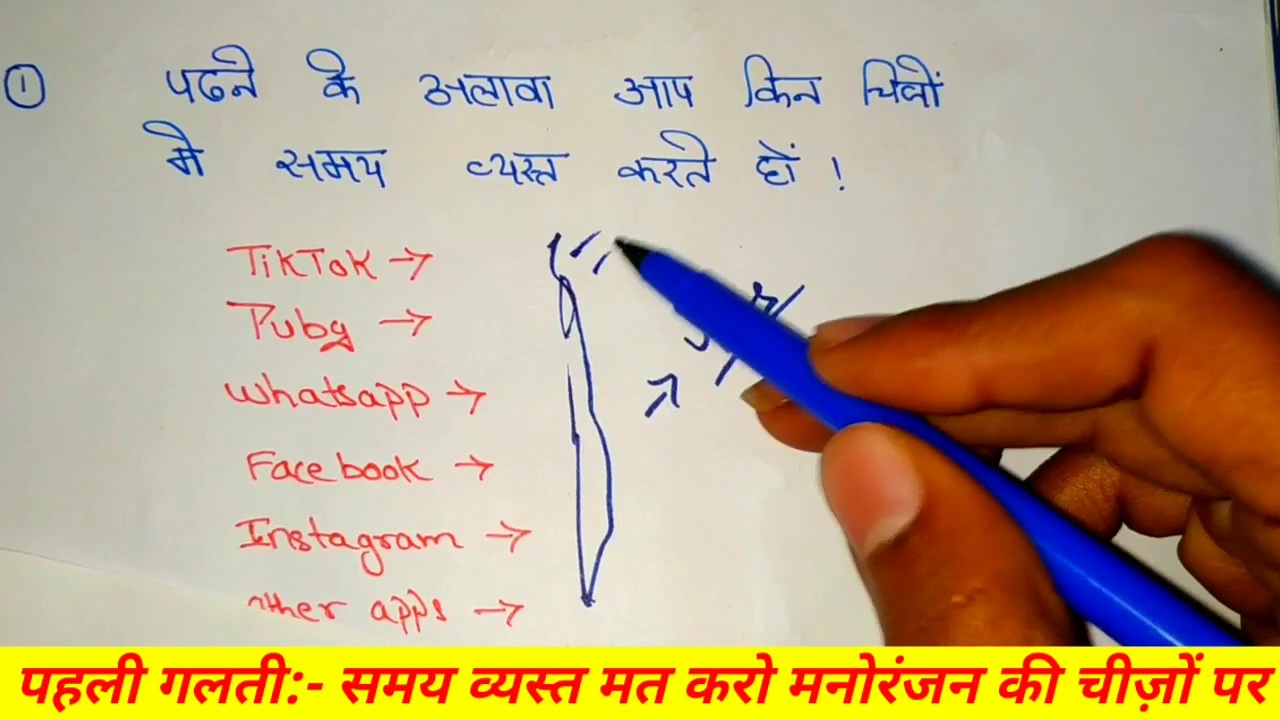 ① पढने के अलावा आप किन चिजों
मे समय व्यस्त करते हों !
TikTok →
Pubg →
Whatsapp →
Facebook →
Instagram →
other apps →
पहली गलती:- समय व्यस्त मत करो मनोरंजन की चीज़ों पर